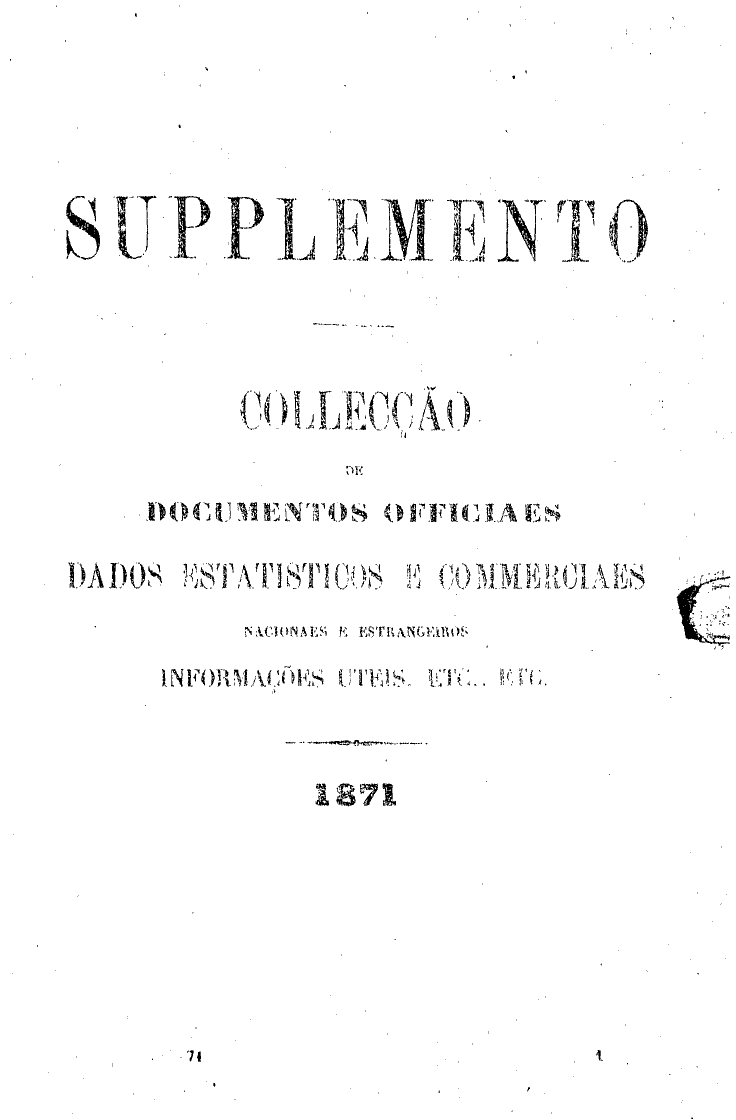 SUPPLEMENTO
COLLECÇÃO
DE
DOCUMENTOS OFFICIAES
DADOS ESTATISTICOS E COMMERCIAES
NACIONAES E ESTRANGEIROS
INFORMAÇÕES UTEIS, ETC., ETC.
1871
71 1